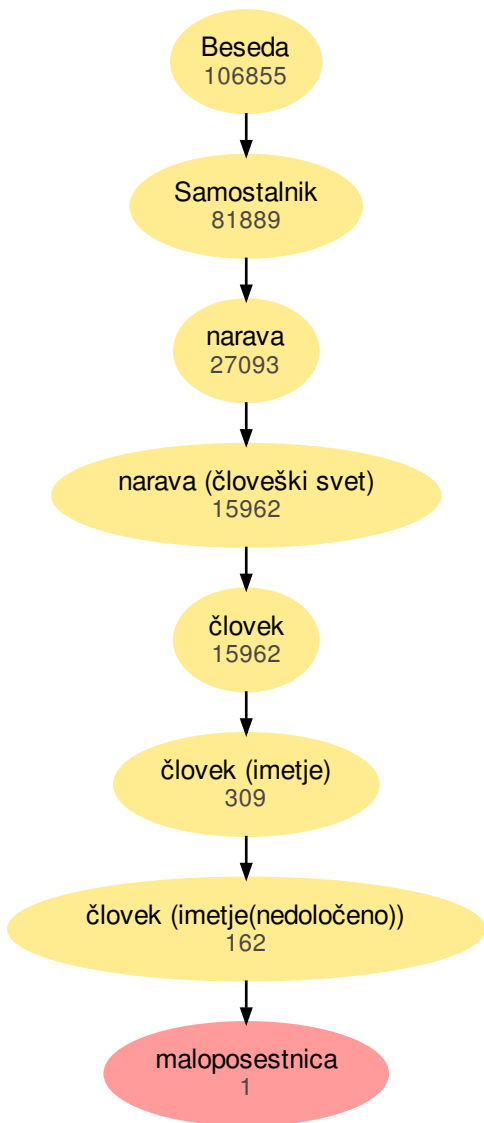 Beseda
106855
Samostalnik
81889
narava
27093
narava (človeški svet)
15962
človek
15962
človek (imetje)
309
človek (imetje(nedoločeno))
162
maloposestnica
1